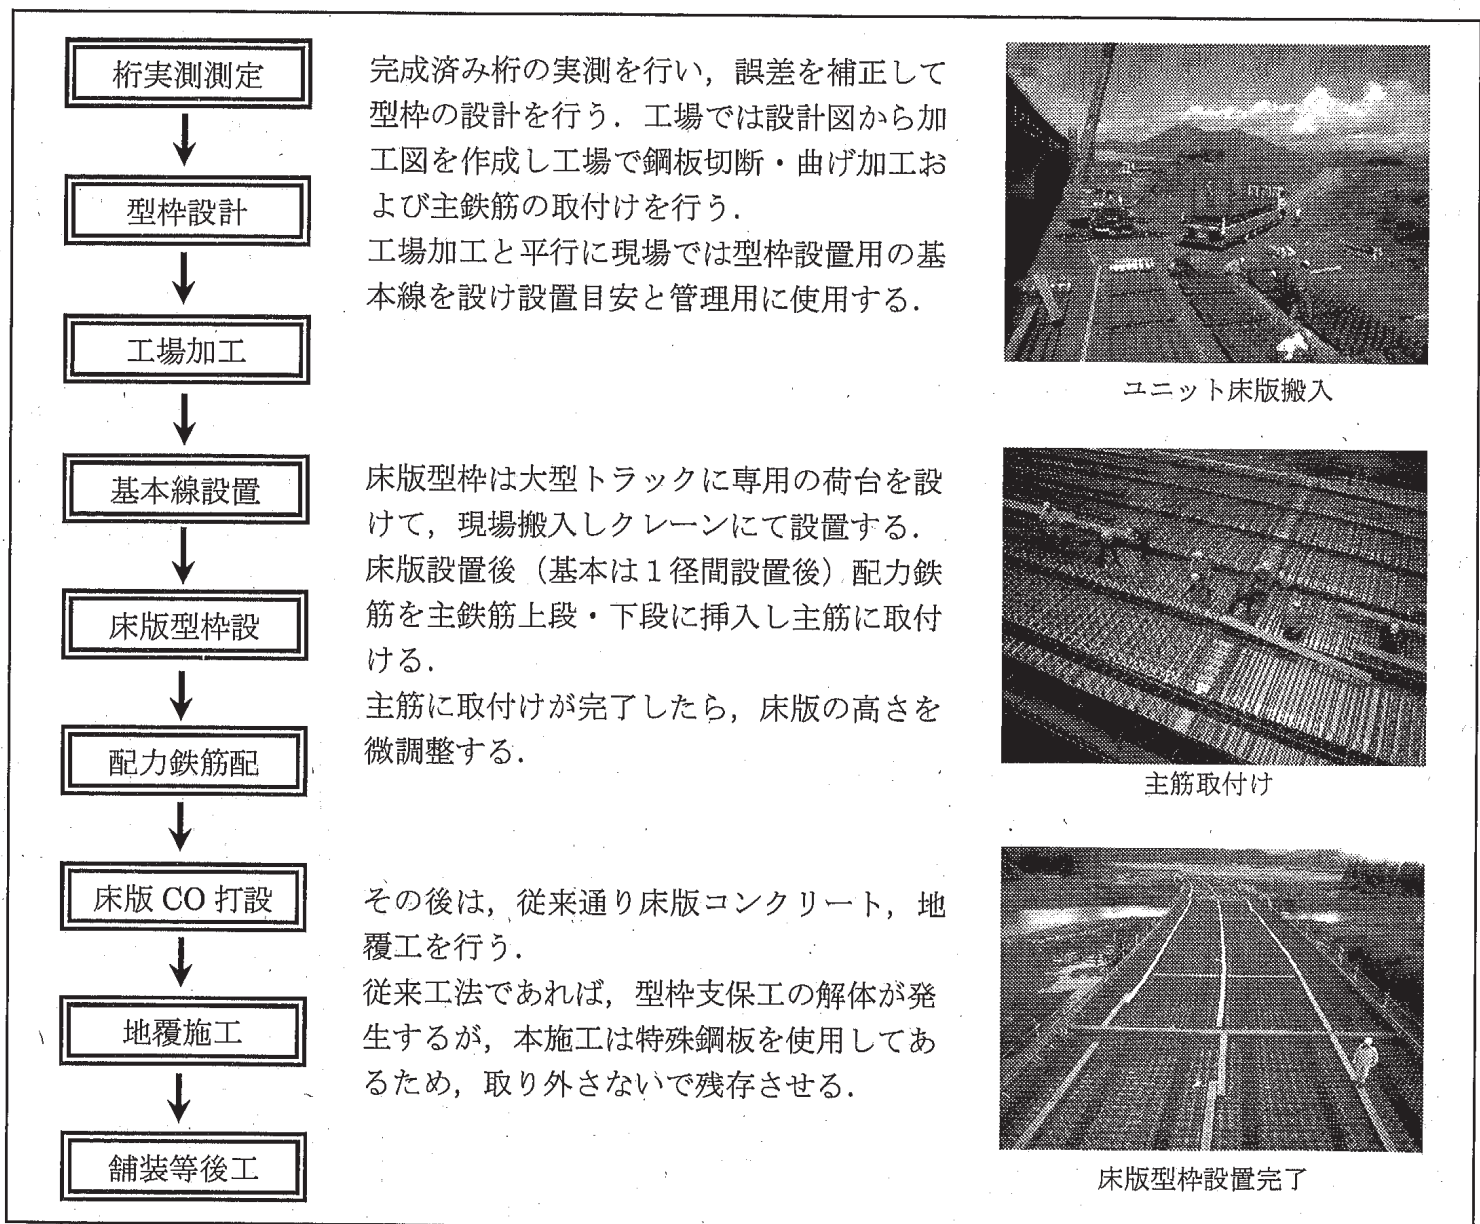 桁実測測定
型枠設計
工場加工
基本線設置
床版型枠設
配力鉄筋配
床版 CO 打設
地覆施工
舗装等後工
完成済み桁の実測を行い，誤差を補正して
型枠の設計を行う．工場では設計図から加
工図を作成し工場で鋼板切断・曲げ加工お
よび主鉄筋の取付けを行う．
工場加工と平行に現場では型枠設置用の基
本線を設け設置目安と管理用に使用する．
床版型枠は大型トラックに専用の荷台を設
けて，現場搬入しクレーンにて設置する．
床版設置後（基本は１径間設置後）配力鉄
筋を主鉄筋上段・下段に挿入し主筋に取付
ける．
主筋に取付けが完了したら，床版の高さを
微調整する．
その後は，従来通り床版コンクリート，地
覆工を行う．
従来工法であれば，型枠支保工の解体が発
生するが，本施工は特殊鋼板を使用してあ
るため，取り外さないで残存させる．
ユニット床版搬入
主筋取付け
床版型枠設置完了